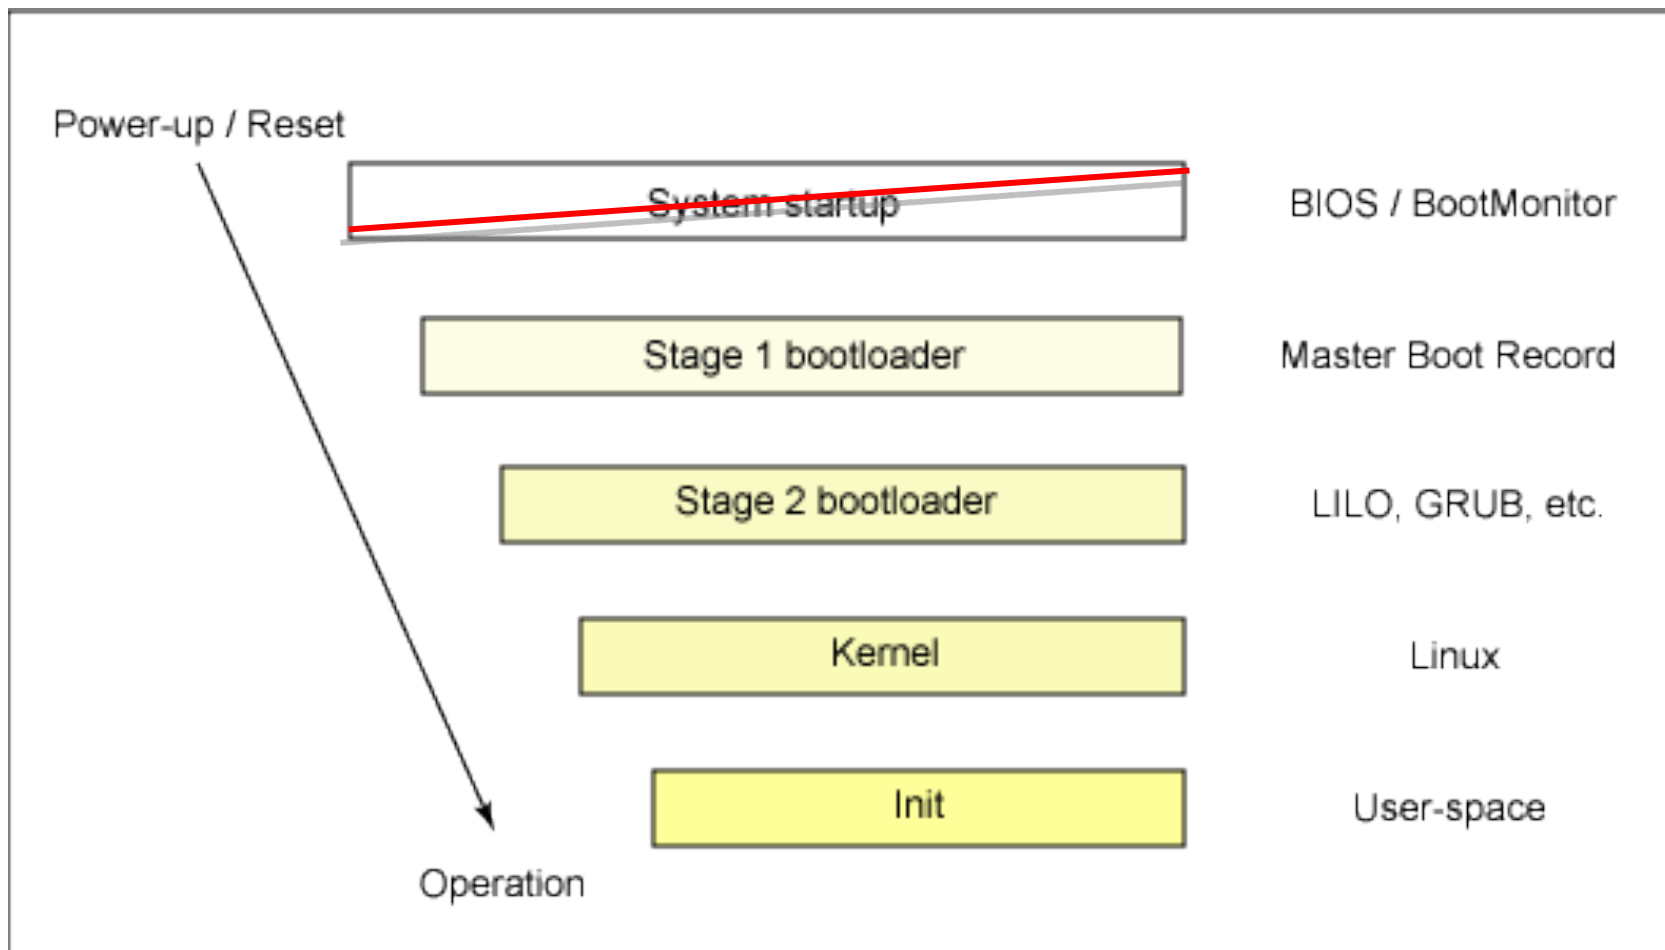 Power-up / Reset
System startup
BIOS / BootMonitor
Stage 1 bootloader
Master Boot Record
Stage 2 bootloader
LILO, GRUB, etc.
Kernel
Linux
Init
User-space
Operation